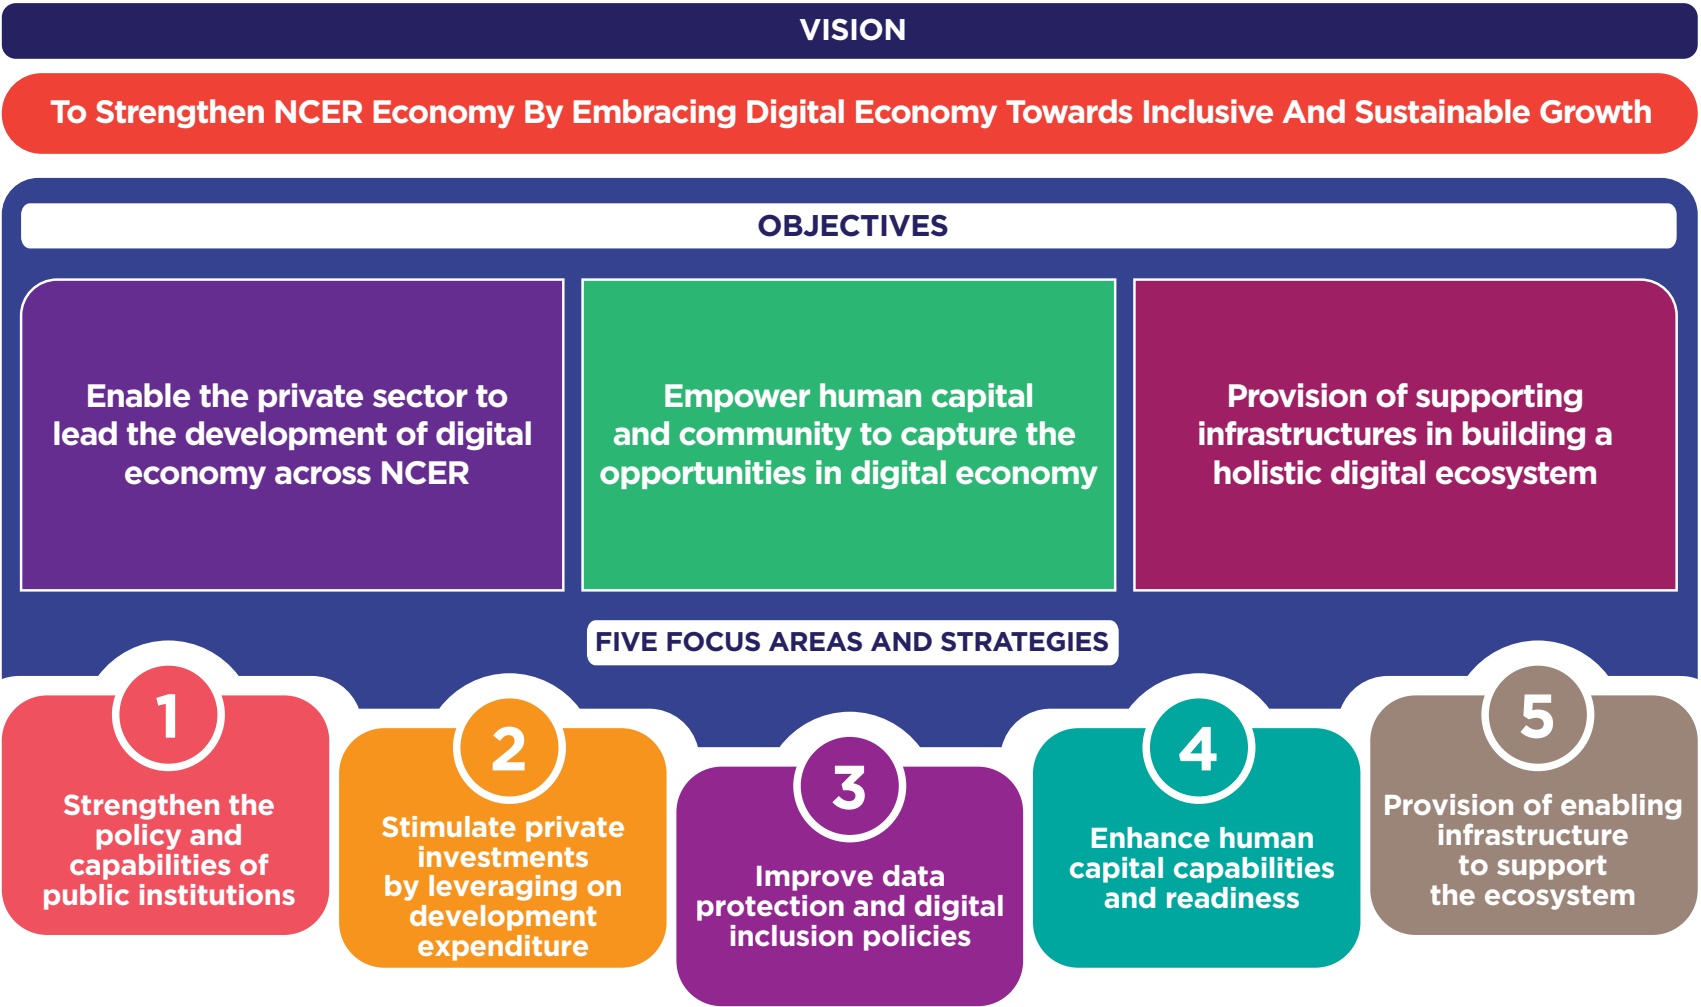 VISION
To Strengthen NCER Economy By Embracing Digital Economy Towards Inclusive And Sustainable Growth
OBJECTIVES
Enable the private sector to
lead the development of digital
economy across NCER
Empower human capital
and community to capture the
opportunities in digital economy
Provision of supporting
infrastructures in building a
holistic digital ecosystem
FIVE FOCUS AREAS AND STRATEGIES
1
Strengthen the
policy and
capabilities of
public institutions
2
Stimulate private
investments
by leveraging on
development
expenditure
3
Improve data
protection and digital
inclusion policies
4
Enhance human
capital capabilities
and readiness
5
Provision of enabling
infrastructure
to support
the ecosystem